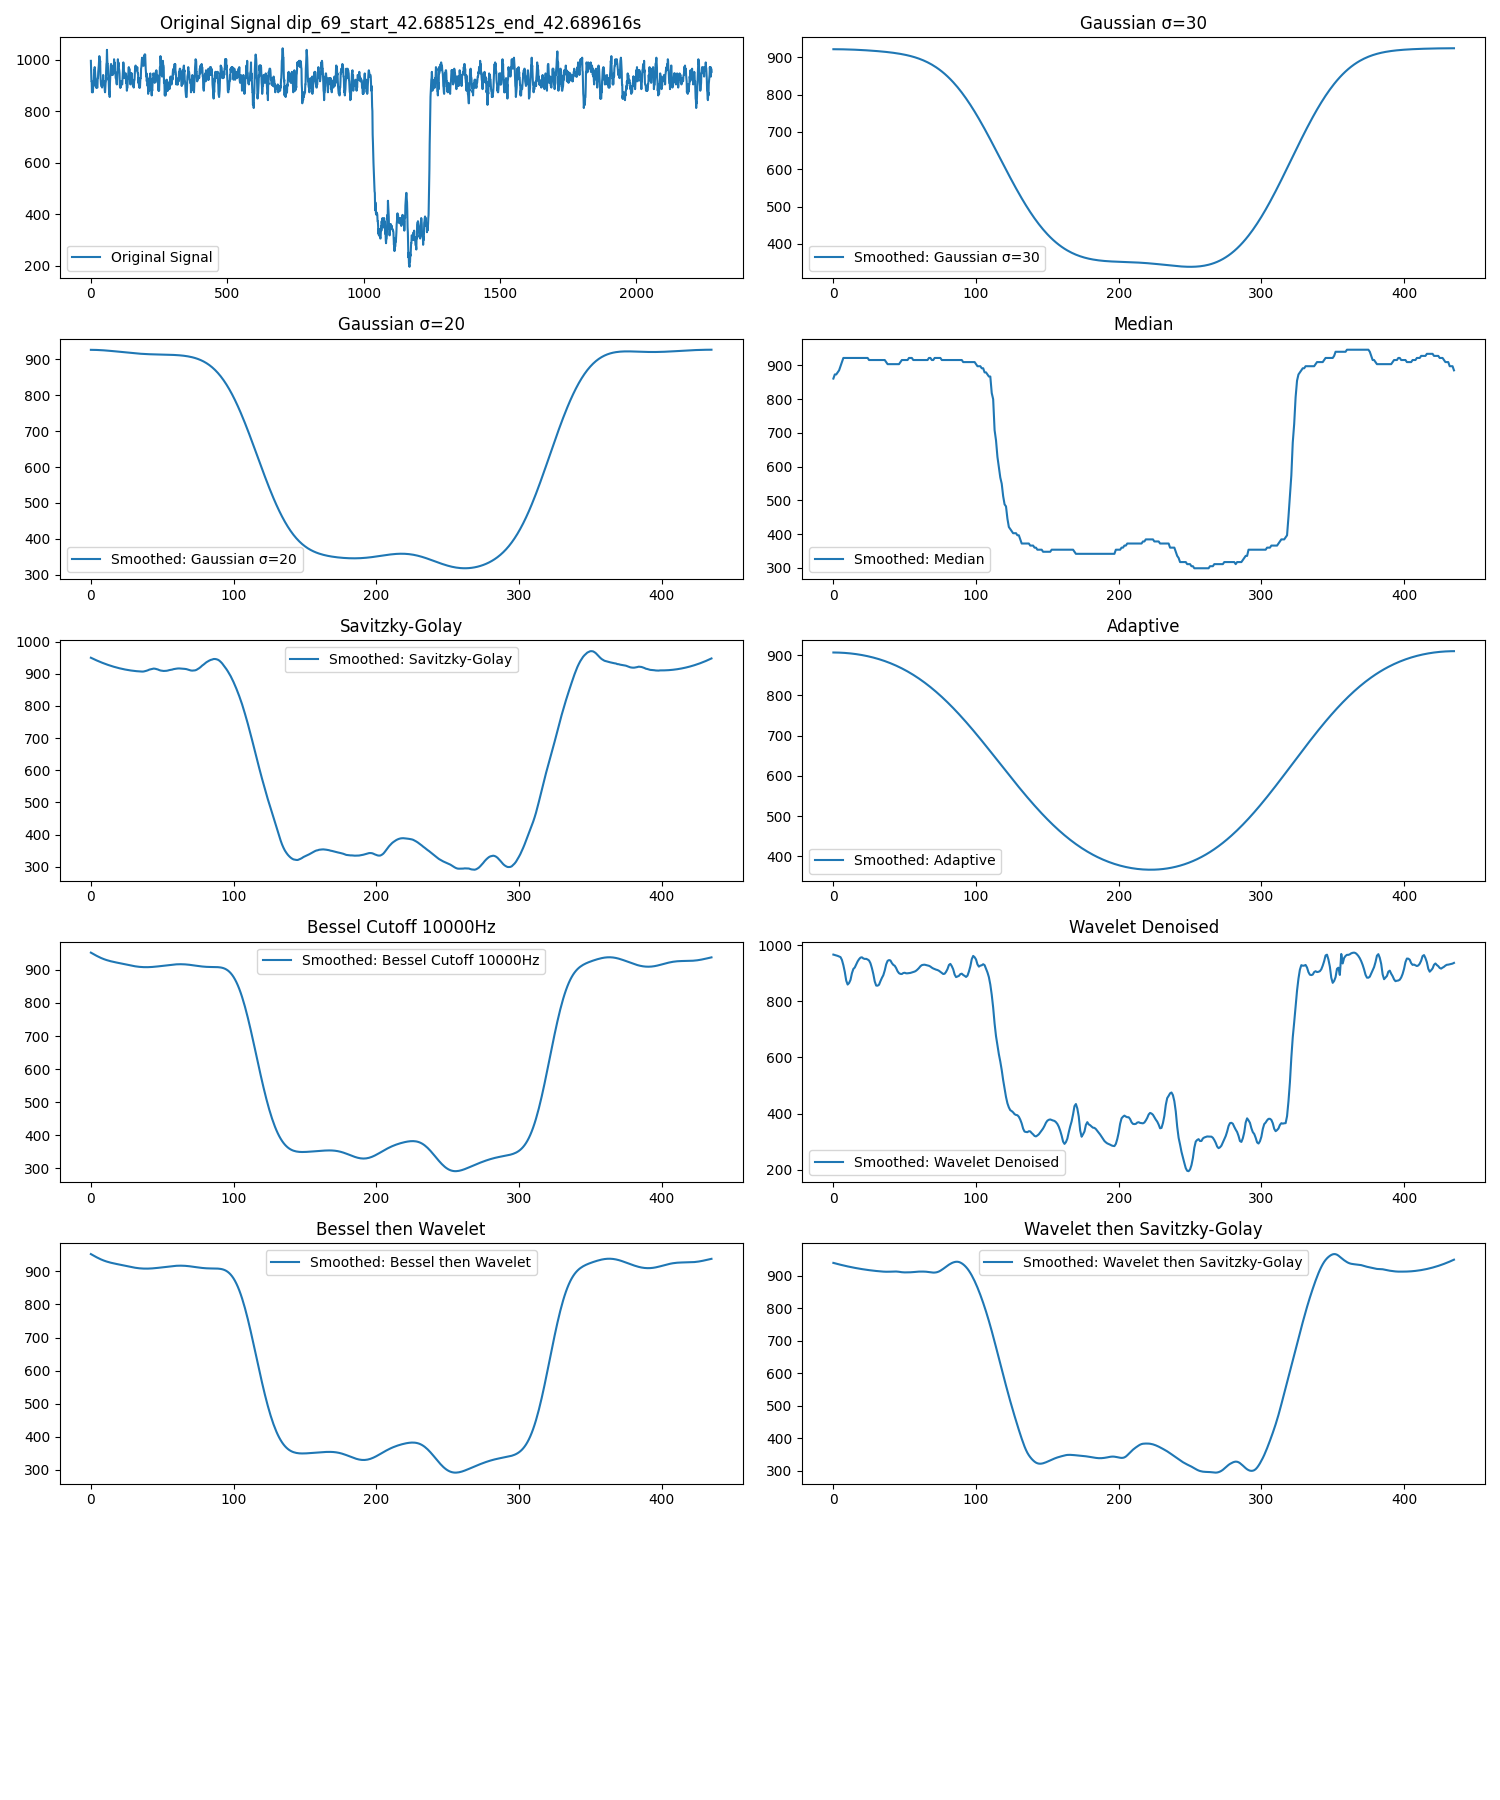 Original Signal dip_69_start_42.688512s_end_42.689616s
1000
800
600
400
200
Original Signal
0 500 1000 1500 2000
Gaussian σ=30
900
800
700
600
500
400
Smoothed: Gaussian σ=30
0 100 200 300 400
Gaussian σ=20
900
800
700
600
500
400
300
Smoothed: Gaussian σ=20
0 100 200 300 400
Median
900
800
700
600
500
400
300
Smoothed: Median
0 100 200 300 400
Savitzky-Golay
1000
900
800
700
600
500
400
300
Smoothed: Savitzky-Golay
0 100 200 300 400
Adaptive
900
800
700
600
500
400
Smoothed: Adaptive
0 100 200 300 400
Bessel Cutoff 10000Hz
900
800
700
600
500
400
300
Smoothed: Bessel Cutoff 10000Hz
0 100 200 300 400
Wavelet Denoised
1000
800
600
400
200
Smoothed: Wavelet Denoised
0 100 200 300 400
Bessel then Wavelet
900
800
700
600
500
400
300
Smoothed: Bessel then Wavelet
0 100 200 300 400
Wavelet then Savitzky-Golay
900
800
700
600
500
400
300
Smoothed: Wavelet then Savitzky-Golay
0 100 200 300 400